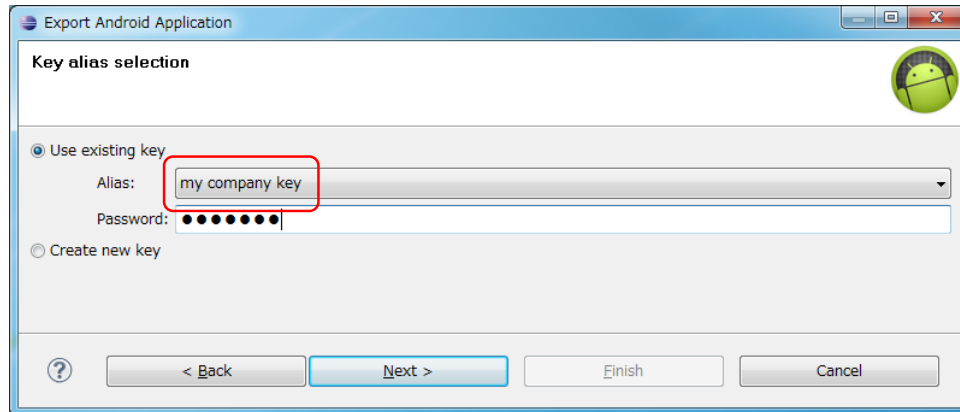 Export Android Application
Key alias selection
Use existing key
Alias: my company key
Password: ●●●●●●●
Create new key
? < Back Next > Finish Cancel